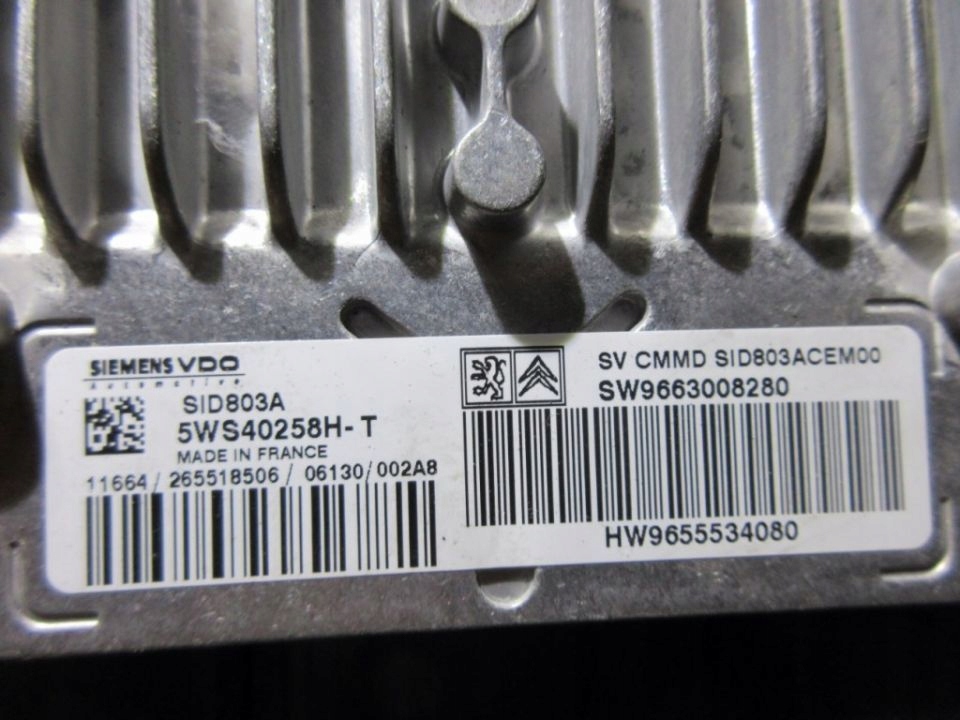 SIEMENS VDO
Automotive
SID803A
5WS40258H-T
MADE IN FRANCE
11664/265518506/06130/002A8
SV CMMD SID803ACEM00
SW9663008280
HW9655534080